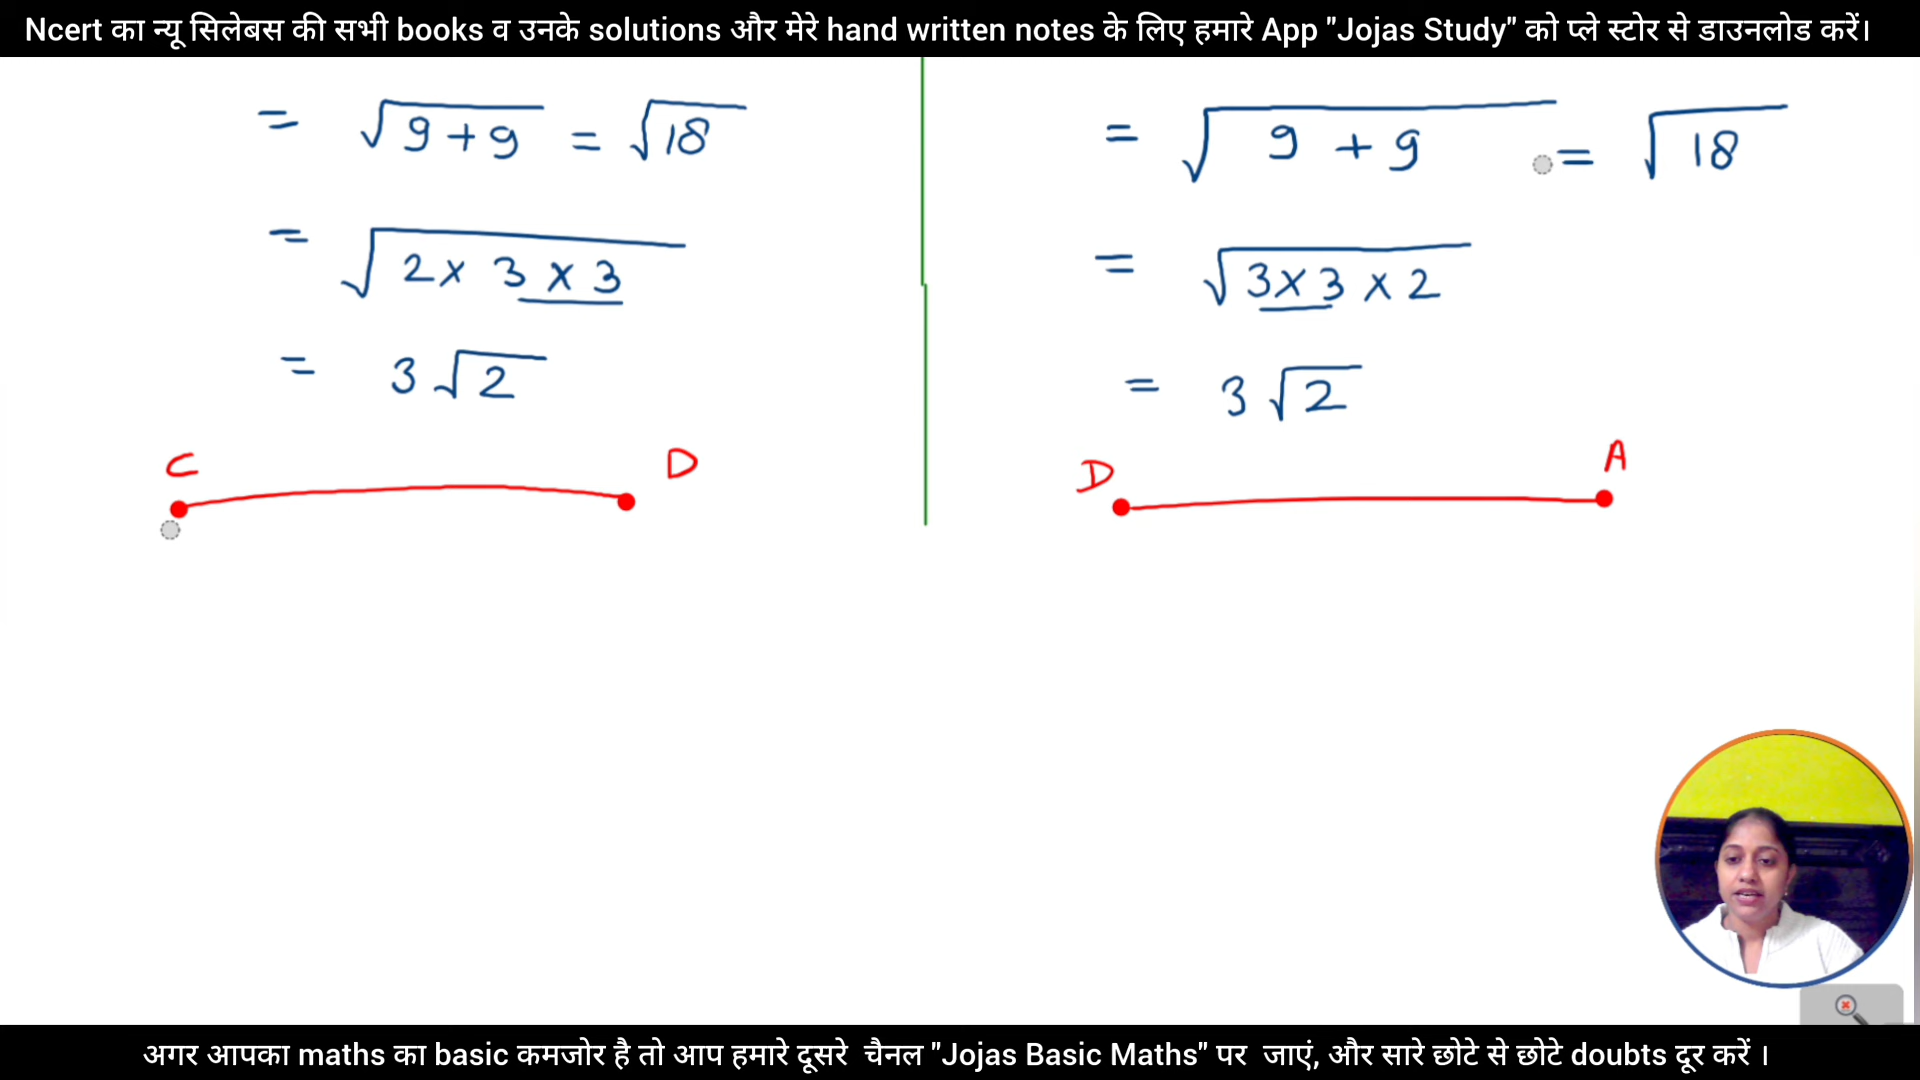 Ncert का न्यू सिलेबस की सभी books व उनके solutions और मेरे hand written notes के लिए हमारे App "Jojas Study" को प्ले स्टोर से डाउनलोड करें।
= √9+9 = √18
= √2 x 3 x 3
= 3√2
C D
= √9 + 9 = √18
= √3x3 x 2
= 3√2
D A
अगर आपका maths का basic कमजोर है तो आप हमारे दूसरे चैनल "Jojas Basic Maths" पर जाएं, और सारे छोटे से छोटे doubts दूर करें ।